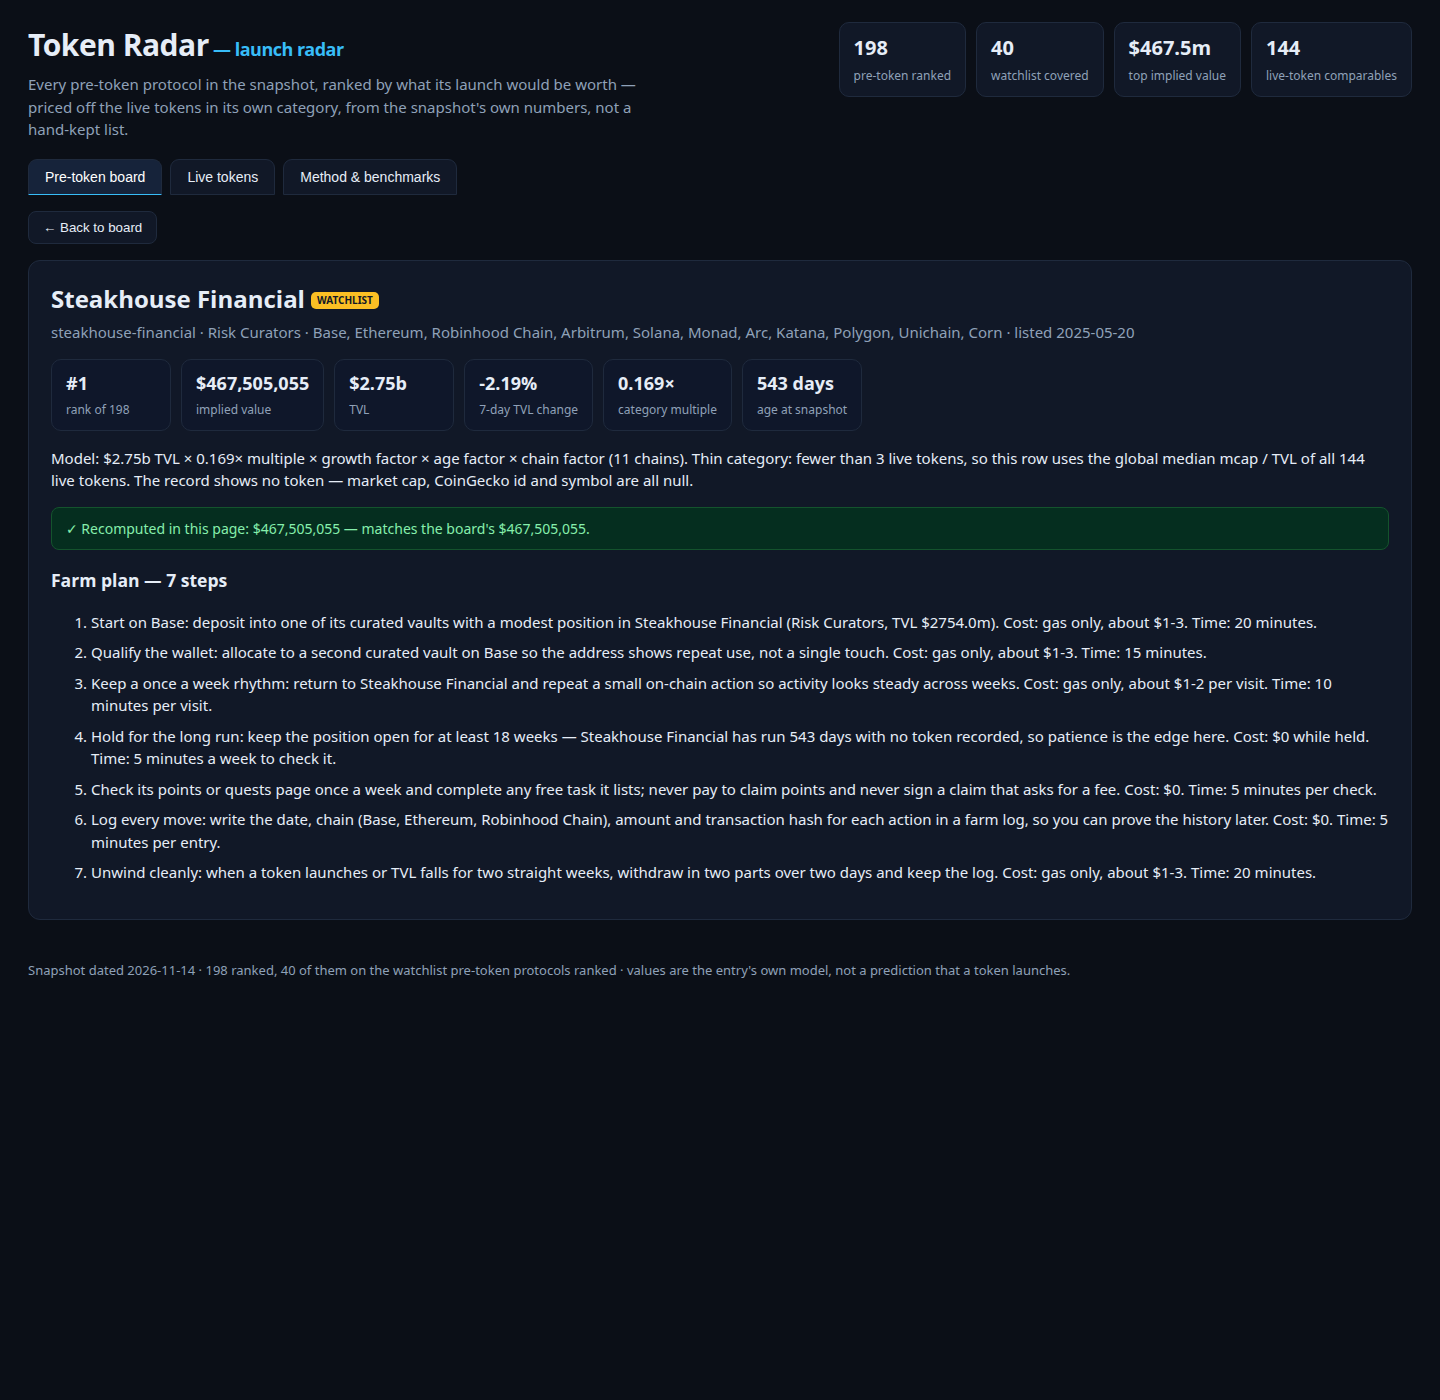 Token Radar — launch radar
Every pre-token protocol in the snapshot, ranked by what its launch would be worth —
priced off the live tokens in its own category, from the snapshot's own numbers, not a
hand-kept list.
198
pre-token ranked
40
watchlist covered
$467.5m
top implied value
144
live-token comparables
Pre-token board
Live tokens
Method & benchmarks
← Back to board
Steakhouse Financial WATCHLIST
steakhouse-financial · Risk Curators · Base, Ethereum, Robinhood Chain, Arbitrum, Solana, Monad, Arc, Katana, Polygon, Unichain, Corn · listed 2025-05-20
#1
rank of 198
$467,505,055
implied value
$2.75b
TVL
-2.19%
7-day TVL change
0.169×
category multiple
543 days
age at snapshot
Model: $2.75b TVL × 0.169× multiple × growth factor × age factor × chain factor (11 chains). Thin category: fewer than 3 live tokens, so this row uses the global median mcap / TVL of all 144
live tokens. The record shows no token — market cap, CoinGecko id and symbol are all null.
✓ Recomputed in this page: $467,505,055 — matches the board's $467,505,055.
Farm plan — 7 steps
1. Start on Base: deposit into one of its curated vaults with a modest position in Steakhouse Financial (Risk Curators, TVL $2754.0m). Cost: gas only, about $1-3. Time: 20 minutes.
2. Qualify the wallet: allocate to a second curated vault on Base so the address shows repeat use, not a single touch. Cost: gas only, about $1-3. Time: 15 minutes.
3. Keep a once a week rhythm: return to Steakhouse Financial and repeat a small on-chain action so activity looks steady across weeks. Cost: gas only, about $1-2 per visit. Time: 10
minutes per visit.
4. Hold for the long run: keep the position open for at least 18 weeks — Steakhouse Financial has run 543 days with no token recorded, so patience is the edge here. Cost: $0 while held.
Time: 5 minutes a week to check it.
5. Check its points or quests page once a week and complete any free task it lists; never pay to claim points and never sign a claim that asks for a fee. Cost: $0. Time: 5 minutes per check.
6. Log every move: write the date, chain (Base, Ethereum, Robinhood Chain), amount and transaction hash for each action in a farm log, so you can prove the history later. Cost: $0. Time: 5
minutes per entry.
7. Unwind cleanly: when a token launches or TVL falls for two straight weeks, withdraw in two parts over two days and keep the log. Cost: gas only, about $1-3. Time: 20 minutes.
Snapshot dated 2026-11-14 · 198 ranked, 40 of them on the watchlist pre-token protocols ranked · values are the entry's own model, not a prediction that a token launches.